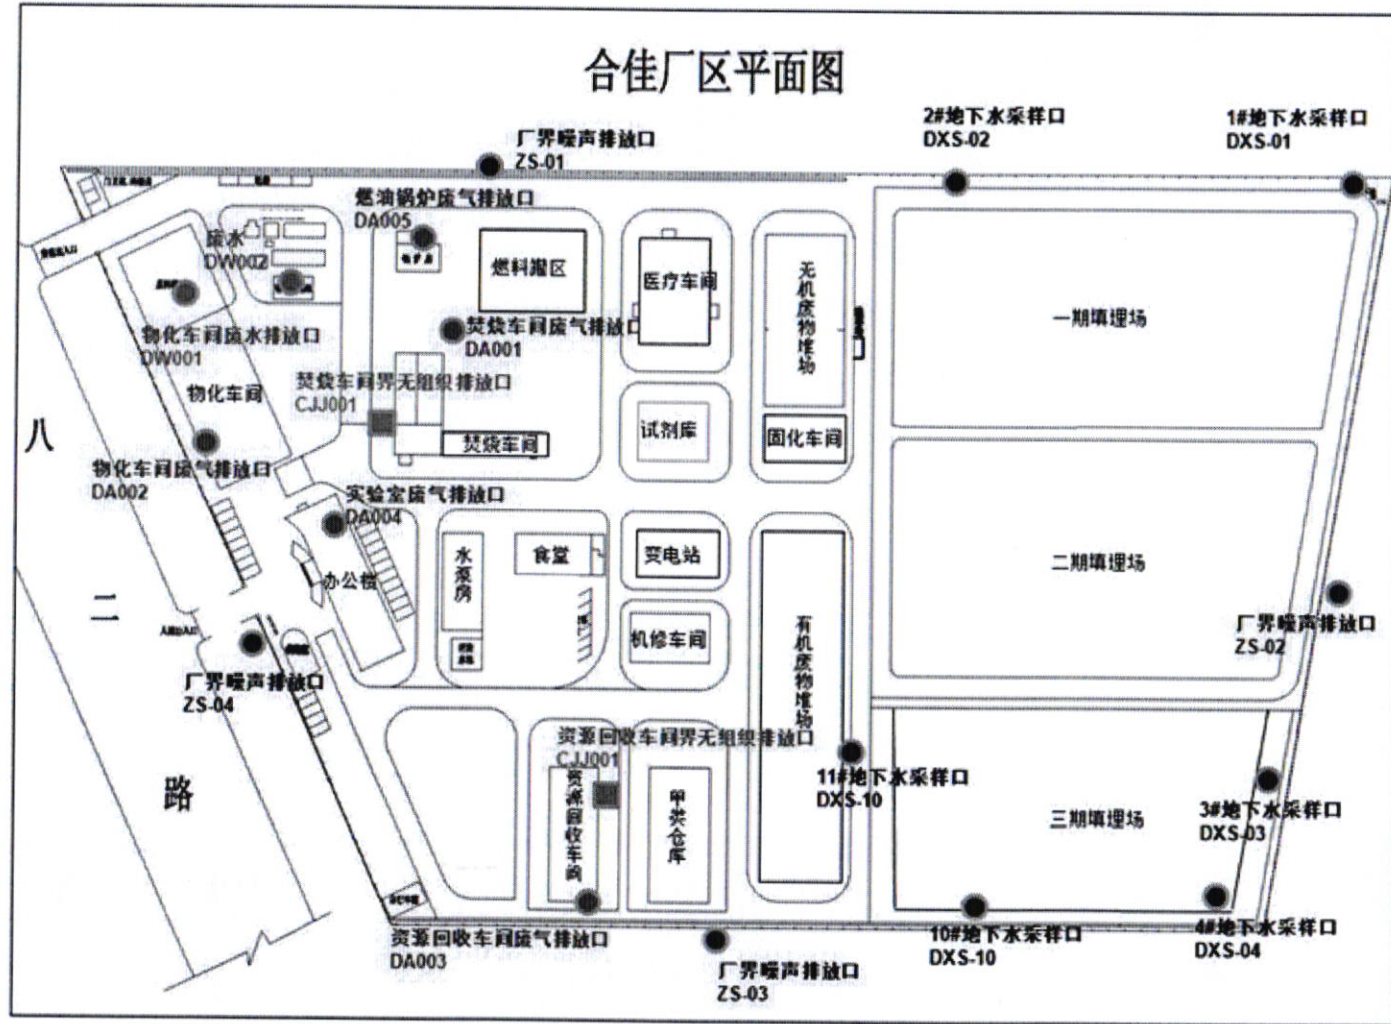 合佳厂区平面图
2#地下水采样口
DXS-02
1#地下水采样口
DXS-01
厂界噪声排放口
ZS-01
燃油锅炉废气排放口
DA005
废水
DW002
燃料罐区
医疗车间
无机废物堆场
一期填埋场
焚烧车间废气排放口
DA001
物化车间废水排放口
DW001
物化车间
焚烧车间界无组织排放口
CJJ001
焚烧车间
试剂库
固化车间
物化车间废气排放口
DA002
实验室废气排放口
DA004
办公楼
水泵房
食堂
变电站
机修车间
有机废物堆场
二期填埋场
厂界噪声排放口
ZS-02
厂界噪声排放口
ZS-04
八二路
资源回收车间界无组织排放口
CJJ001
资源回收车间
甲类仓库
11#地下水采样口
DXS-10
三期填埋场
3#地下水采样口
DXS-03
资源回收车间废气排放口
DA003
厂界噪声排放口
ZS-03
10#地下水采样口
DXS-10
4#地下水采样口
DXS-04